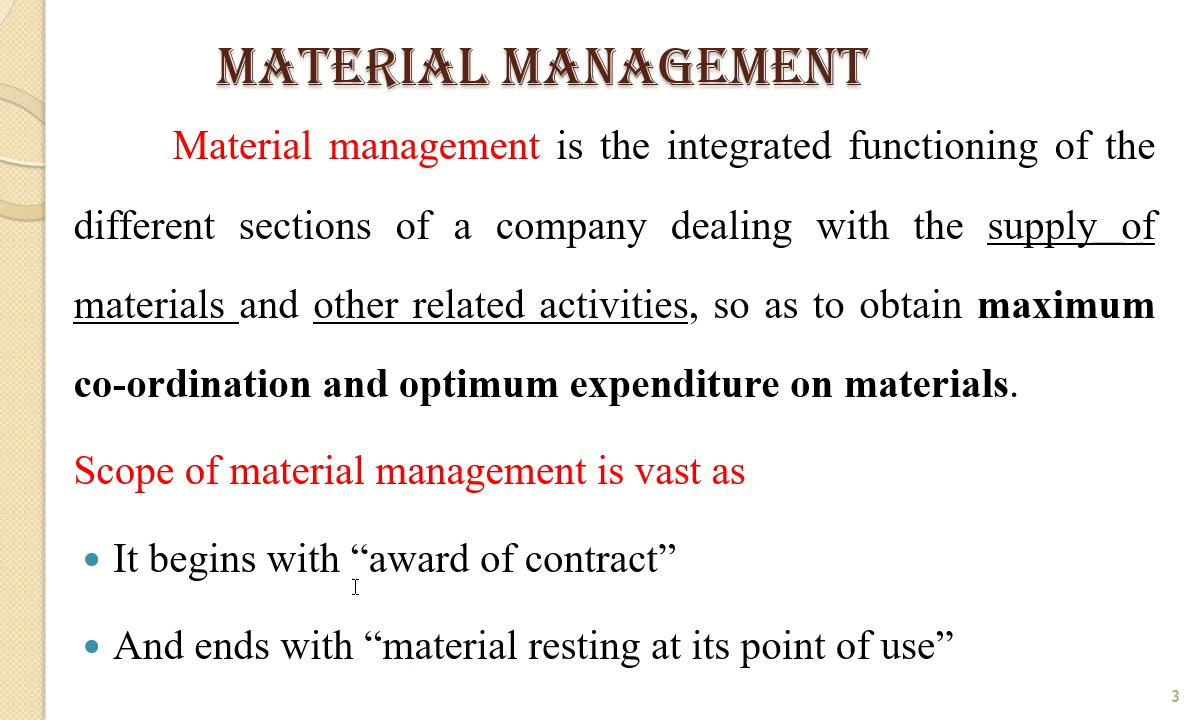 MATERIAL MANAGEMENT
Material management is the integrated functioning of the
different sections of a company dealing with the supply of
materials and other related activities, so as to obtain maximum
co-ordination and optimum expenditure on materials.
Scope of material management is vast as
• It begins with “award of contract”
• And ends with “material resting at its point of use”
3